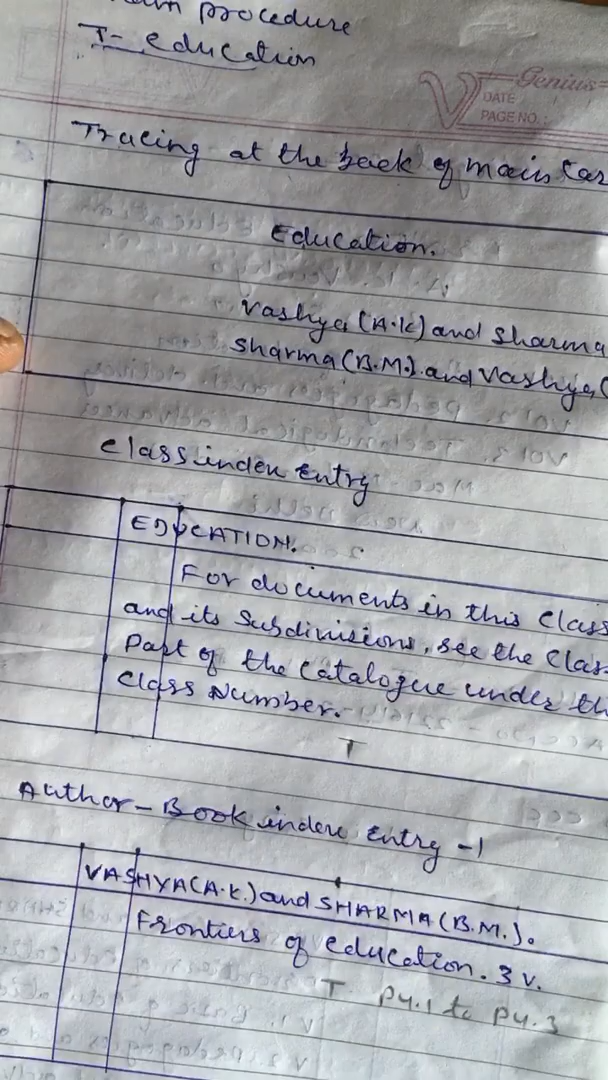 procedure
T- education
Genius
DATE
PAGE NO. :
Tracing at the back of main Car
Education.
Vashya (A.K) and Sharma
Sharma (B.M.). and Vashya (
Class index Entry
EDUCATION.
For documents in this Class
and its Subdivisions, see the Clas
Part of the Catalogue under th
Class Number.
T
Author-Book index Entry -1
VASHYA (A.K.) and SHARMA (B.M.).
Frontiers of education. 3 v.
T P4.1 to P4.3